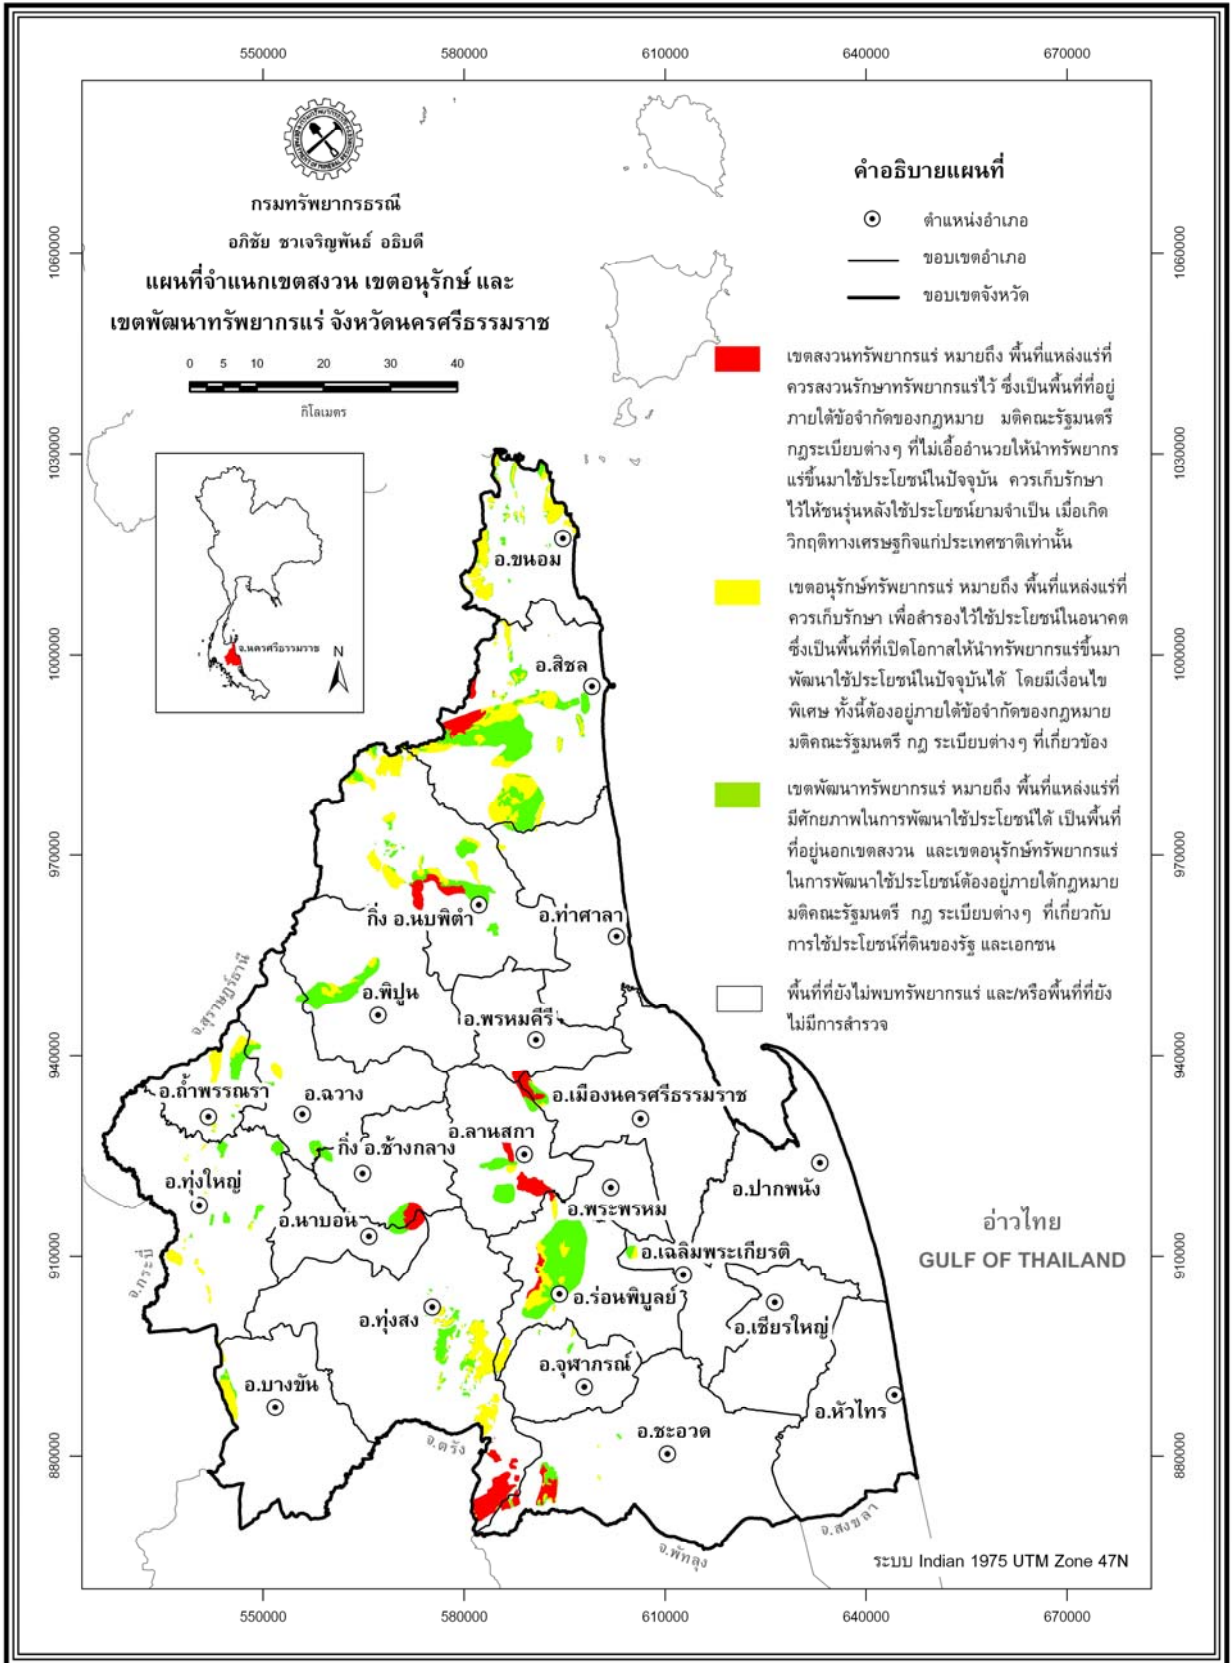 550000 580000 610000 640000 670000
กรมทรัพยากรธรณี
อภิชัย ชวเจริญพันธ์ อธิบดี
แผนที่จำแนกเขตสงวน เขตอนุรักษ์ และ
เขตพัฒนาทรัพยากรแร่ จังหวัดนครศรีธรรมราช
0 5 10 20 30 40
กิโลเมตร
จ.นครศรีธรรมราช
N
คำอธิบายแผนที่
ตำแหน่งอำเภอ
ขอบเขตอำเภอ
ขอบเขตจังหวัด
เขตสงวนทรัพยากรแร่ หมายถึง พื้นที่แหล่งแร่ที่
ควรสงวนรักษาทรัพยากรแร่ไว้ ซึ่งเป็นพื้นที่ที่อยู่
ภายใต้ข้อจำกัดของกฎหมาย มติคณะรัฐมนตรี
กฎระเบียบต่างๆ ที่ไม่เอื้ออำนวยให้นำทรัพยากร
แร่ขึ้นมาใช้ประโยชน์ในปัจจุบัน ควรเก็บรักษา
ไว้ให้ชนรุ่นหลังใช้ประโยชน์ยามจำเป็น เมื่อเกิด
วิกฤติทางเศรษฐกิจแก่ประเทศชาติเท่านั้น
เขตอนุรักษ์ทรัพยากรแร่ หมายถึง พื้นที่แหล่งแร่ที่
ควรเก็บรักษา เพื่อสำรองไว้ใช้ประโยชน์ในอนาคต
ซึ่งเป็นพื้นที่ที่เปิดโอกาสให้นำทรัพยากรแร่ขึ้นมา
พัฒนาใช้ประโยชน์ในปัจจุบันได้ โดยมีเงื่อนไข
พิเศษ ทั้งนี้ต้องอยู่ภายใต้ข้อจำกัดของกฎหมาย
มติคณะรัฐมนตรี กฎ ระเบียบต่างๆ ที่เกี่ยวข้อง
เขตพัฒนาทรัพยากรแร่ หมายถึง พื้นที่แหล่งแร่ที่
มีศักยภาพในการพัฒนาใช้ประโยชน์ได้ เป็นพื้นที่
ที่อยู่นอกเขตสงวน และเขตอนุรักษ์ทรัพยากรแร่
ในการพัฒนาใช้ประโยชน์ต้องอยู่ภายใต้กฎหมาย
มติคณะรัฐมนตรี กฎ ระเบียบต่างๆ ที่เกี่ยวกับ
การใช้ประโยชน์ที่ดินของรัฐ และเอกชน
พื้นที่ที่ยังไม่พบทรัพยากรแร่ และ/หรือพื้นที่ที่ยัง
ไม่มีการสำรวจ
1060000 1060000
1030000 1030000
1000000 1000000
970000 970000
940000 940000
910000 910000
880000 880000
อ.ขนอม
อ.สิชล
กิ่ง อ.นบพิตำ
อ.ท่าศาลา
จ.สุราษฎร์ธานี
อ.พิปูน
อ.พรหมคีรี
อ.ถ้ำพรรณรา
อ.ฉวาง
อ.เมืองนครศรีธรรมราช
อ.ลานสกา
กิ่ง อ.ช้างกลาง
อ.ทุ่งใหญ่
อ.ปากพนัง
อ.นาบอน
อ.พระพรหม
อ่าวไทย
GULF OF THAILAND
จ.กระบี่
อ.เฉลิมพระเกียรติ
อ.ร่อนพิบูลย์
อ.ทุ่งสง
อ.เชียรใหญ่
อ.จุฬาภรณ์
อ.บางขัน
อ.หัวไทร
อ.ชะอวด
จ.ตรัง
จ.สงขลา
จ.พัทลุง
ระบบ Indian 1975 UTM Zone 47N
550000 580000 610000 640000 670000